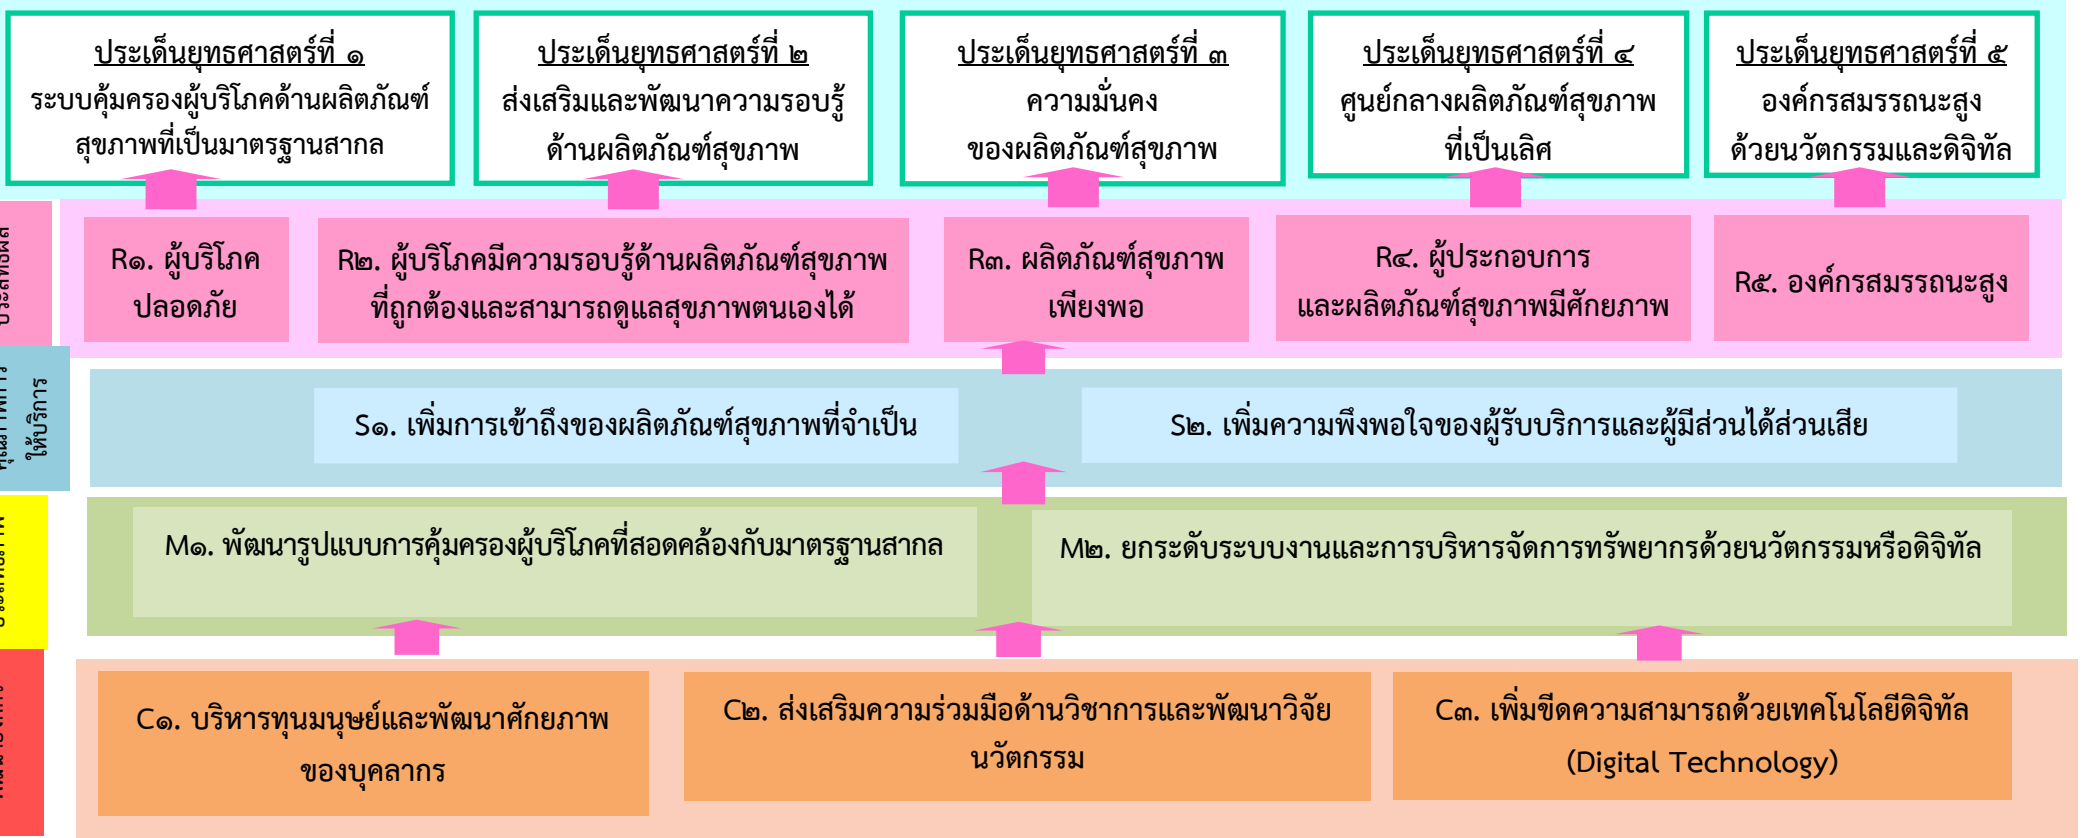 ประเด็นยุทธศาสตร์ที่ ๑
ระบบคุ้มครองผู้บริโภคด้านผลิตภัณฑ์
สุขภาพที่เป็นมาตรฐานสากล
ประเด็นยุทธศาสตร์ที่ ๒
ส่งเสริมและพัฒนาความรอบรู้
ด้านผลิตภัณฑ์สุขภาพ
ประเด็นยุทธศาสตร์ที่ ๓
ความมั่นคง
ของผลิตภัณฑ์สุขภาพ
ประเด็นยุทธศาสตร์ที่ ๔
ศูนย์กลางผลิตภัณฑ์สุขภาพ
ที่เป็นเลิศ
ประเด็นยุทธศาสตร์ที่ ๕
องค์กรสมรรถนะสูง
ด้วยนวัตกรรมและดิจิทัล
R๑. ผู้บริโภค
ปลอดภัย
R๒. ผู้บริโภคมีความรอบรู้ด้านผลิตภัณฑ์สุขภาพ
ที่ถูกต้องและสามารถดูแลสุขภาพตนเองได้
R๓. ผลิตภัณฑ์สุขภาพ
เพียงพอ
R๔. ผู้ประกอบการ
และผลิตภัณฑ์สุขภาพมีศักยภาพ
R๕. องค์กรสมรรถนะสูง
ให้บริการ
S๑. เพิ่มการเข้าถึงของผลิตภัณฑ์สุขภาพที่จำเป็น
S๒. เพิ่มความพึงพอใจของผู้รับบริการและผู้มีส่วนได้ส่วนเสีย
M๑. พัฒนารูปแบบการคุ้มครองผู้บริโภคที่สอดคล้องกับมาตรฐานสากล
M๒. ยกระดับระบบงานและการบริหารจัดการทรัพยากรด้วยนวัตกรรมหรือดิจิทัล
C๑. บริหารทุนมนุษย์และพัฒนาศักยภาพ
ของบุคลากร
C๒. ส่งเสริมความร่วมมือด้านวิชาการและพัฒนาวิจัย
นวัตกรรม
C๓. เพิ่มขีดความสามารถด้วยเทคโนโลยีดิจิทัล
(Digital Technology)